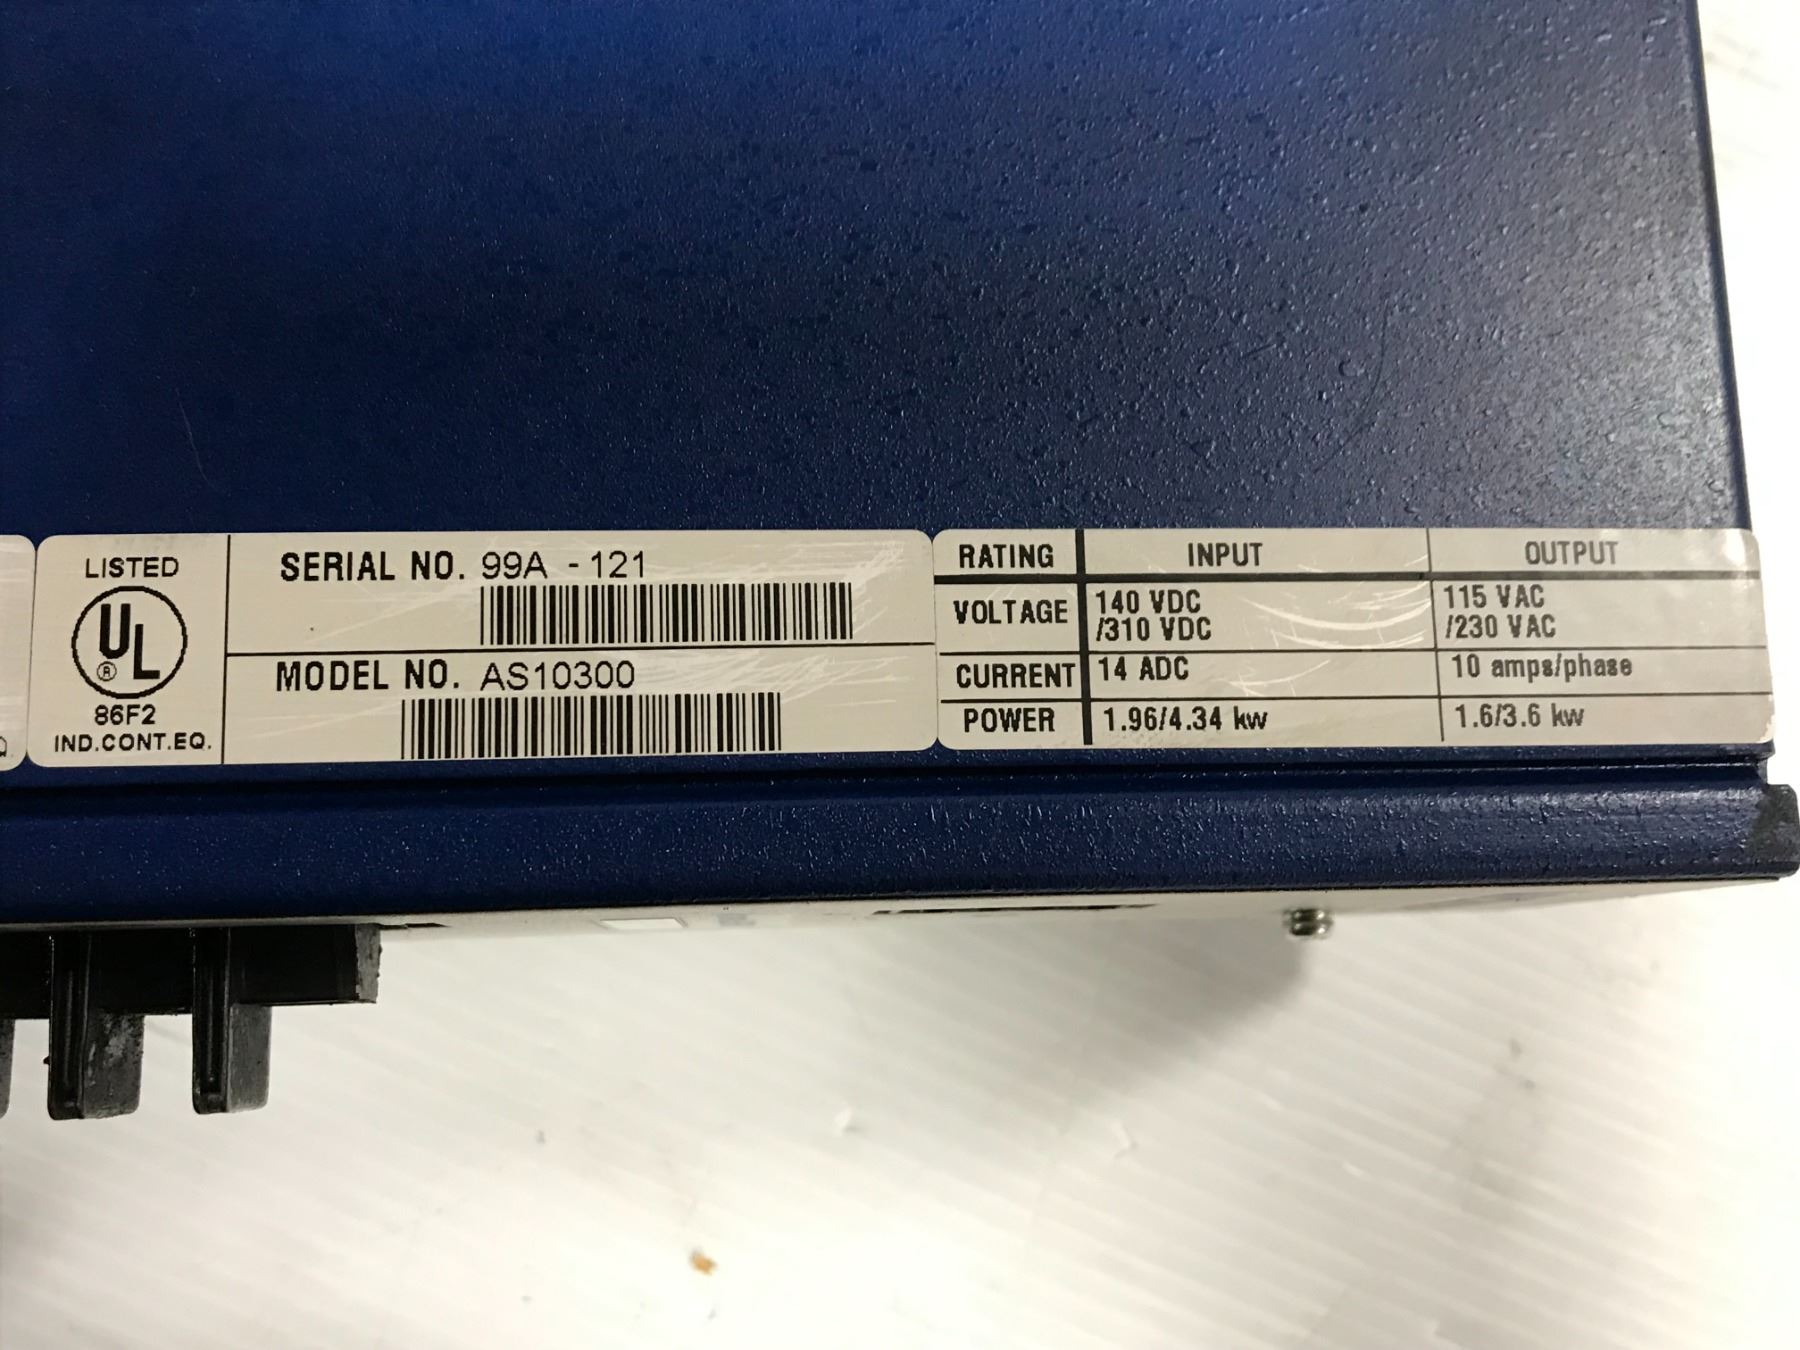 LISTED
UL
®
86F2
IND.CONT.EQ.
SERIAL NO. 99A - 121
MODEL NO. AS10300
RATING INPUT OUTPUT
VOLTAGE 140 VDC /310 VDC 115 VAC /230 VAC
CURRENT 14 ADC 10 amps/phase
POWER 1.96/4.34 kw 1.6/3.6 kw